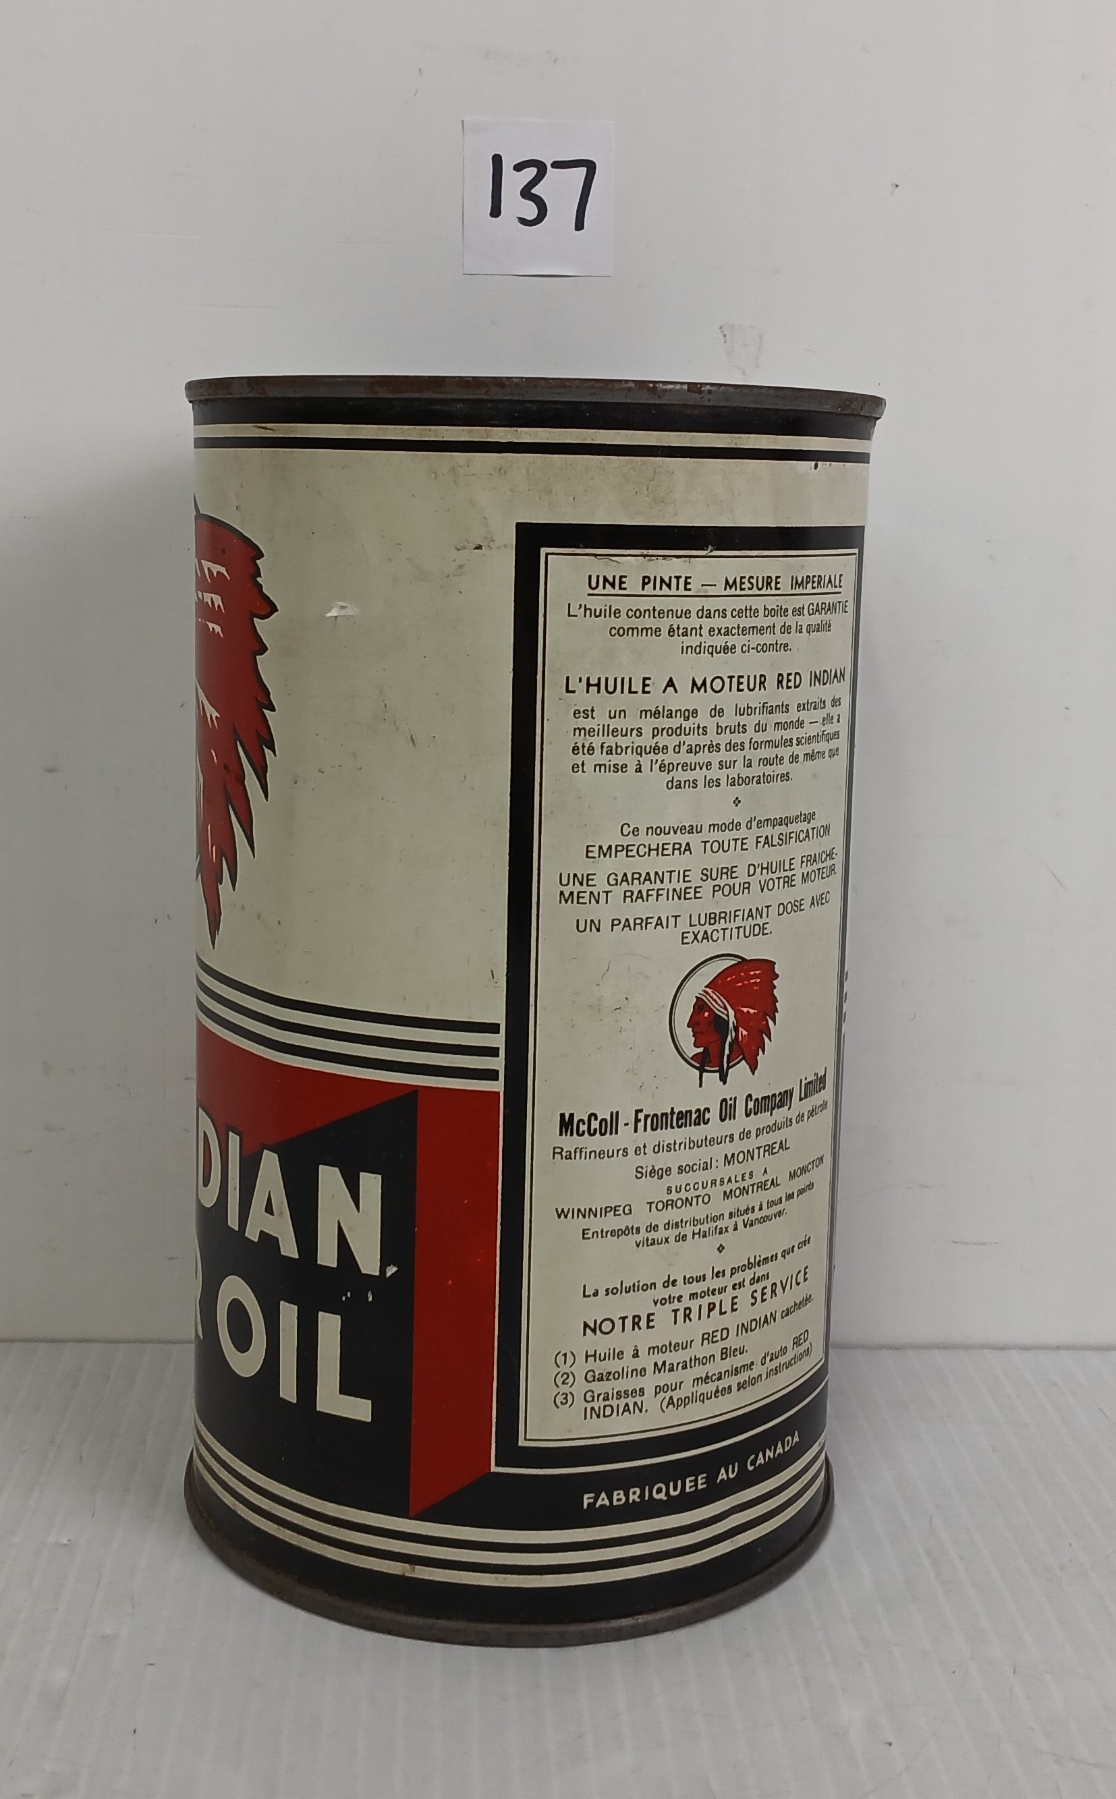 137
DIAN
R OIL
UNE PINTE — MESURE IMPERIALE
L'huile contenue dans cette boîte est GARANTIE
comme étant exactement de la qualité
indiquée ci-contre.
L'HUILE A MOTEUR RED INDIAN
est un mélange de lubrifiants extraits des
meilleurs produits bruts du monde — elle a
été fabriquée d'après des formules scientifiques
et mise à l'épreuve sur la route de même que
dans les laboratoires.
Ce nouveau mode d'empaquetage
EMPECHERA TOUTE FALSIFICATION
UNE GARANTIE SURE D'HUILE FRAICHE-
MENT RAFFINEE POUR VOTRE MOTEUR.
UN PARFAIT LUBRIFIANT DOSE AVEC
EXACTITUDE.
McColl-Frontenac Oil Company Limited
Raffineurs et distributeurs de produits de pétrole
Siège social: MONTREAL
SUCCURSALES A
WINNIPEG TORONTO MONTREAL MONCTON
Entrepôts de distribution situés à tous les points
vitaux de Halifax à Vancouver.
La solution de tous les problèmes que crée
votre moteur est dans
NOTRE TRIPLE SERVICE
(1) Huile à moteur RED INDIAN cachetée.
(2) Gazoline Marathon Bleu.
(3) Graisses pour mécanisme d'auto RED
INDIAN. (Appliquées selon instructions)
FABRIQUEE AU CANADA